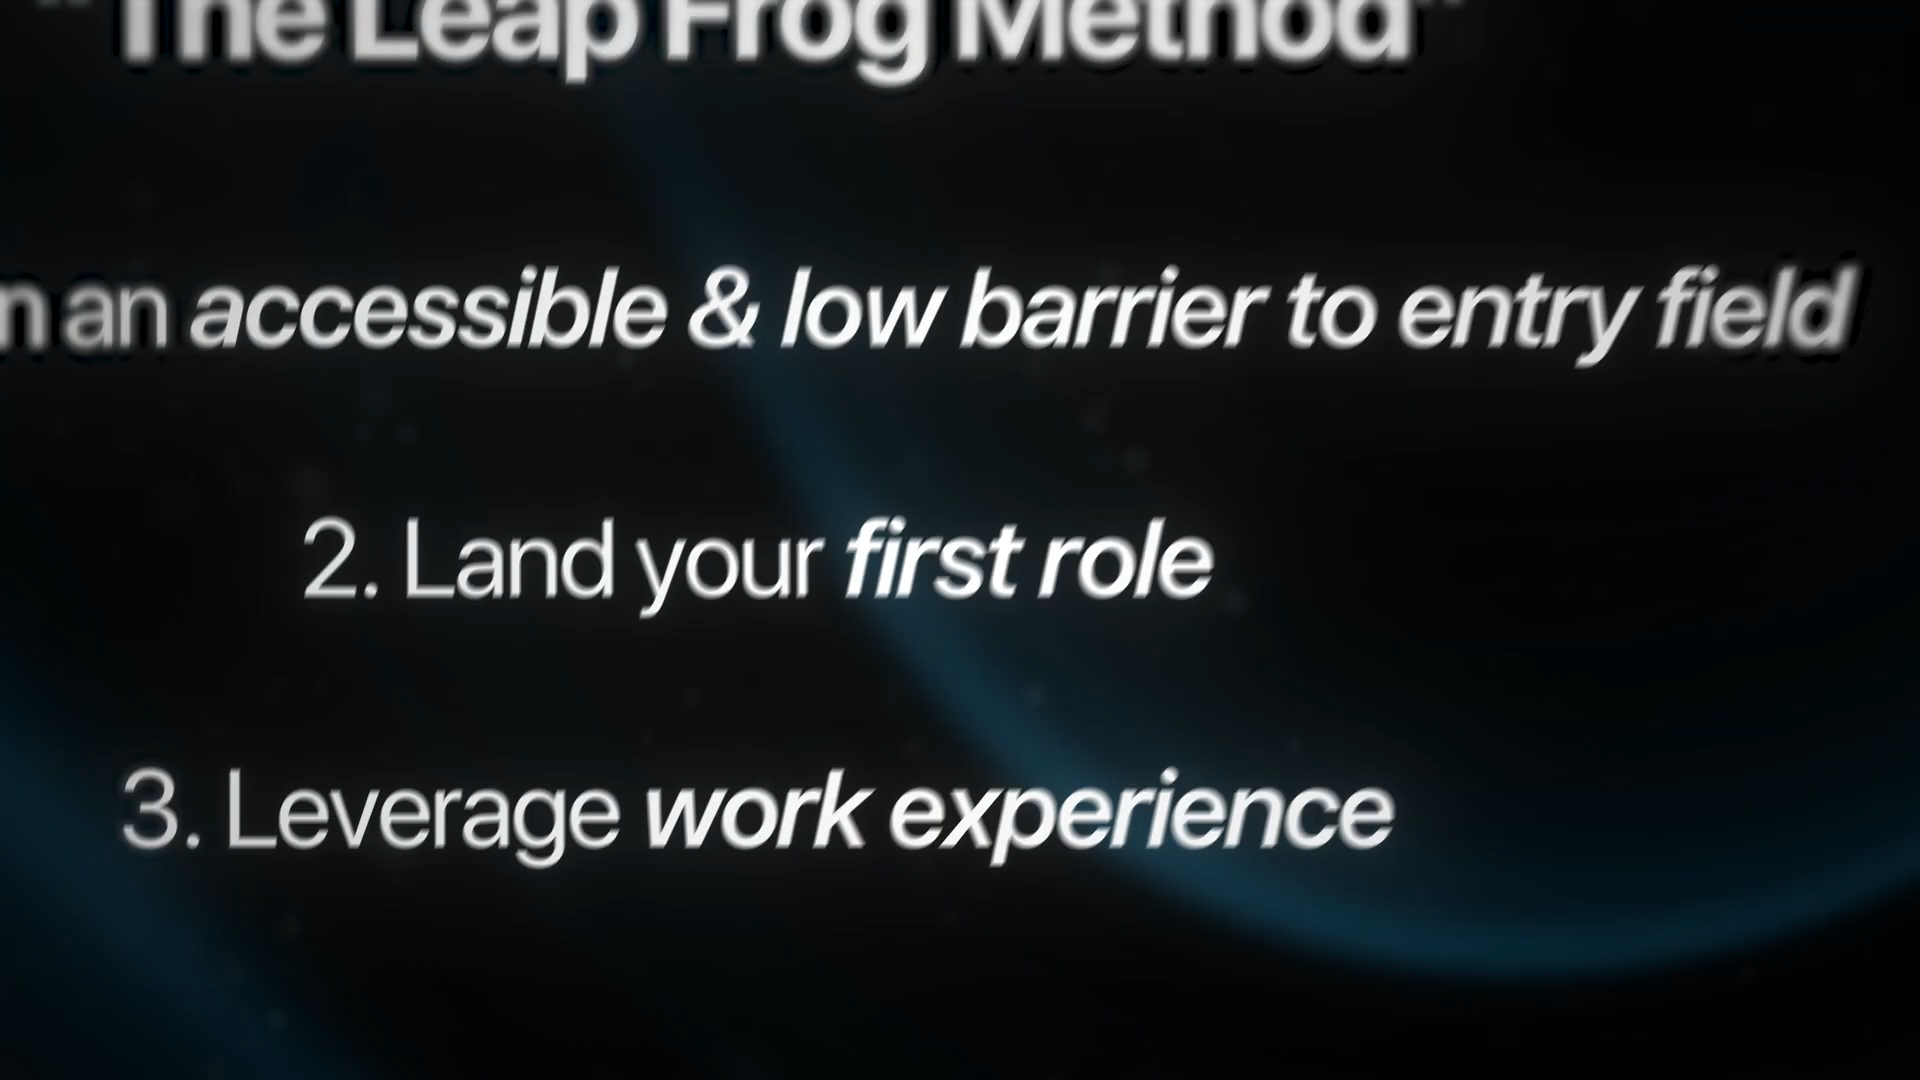 "The Leap Frog Method"
an accessible & low barrier to entry field
2. Land your first role
3. Leverage work experience